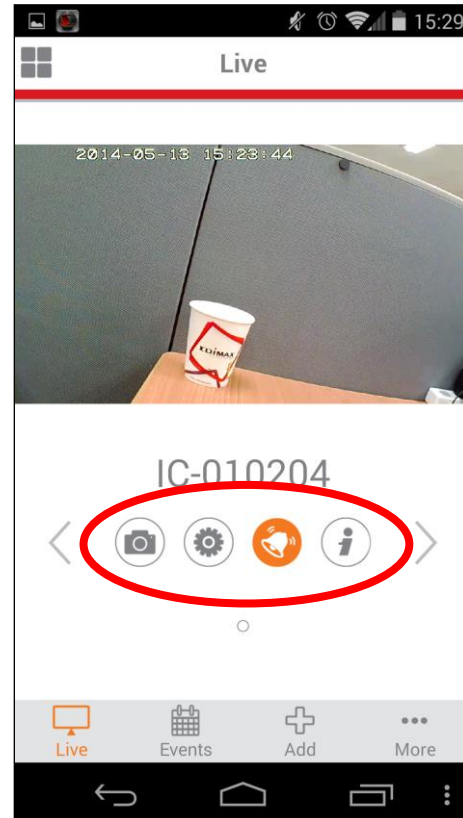 15:29
Live
2014-05-13 15:23:44
EDIMAX
IC-010204
i
Live Events Add More